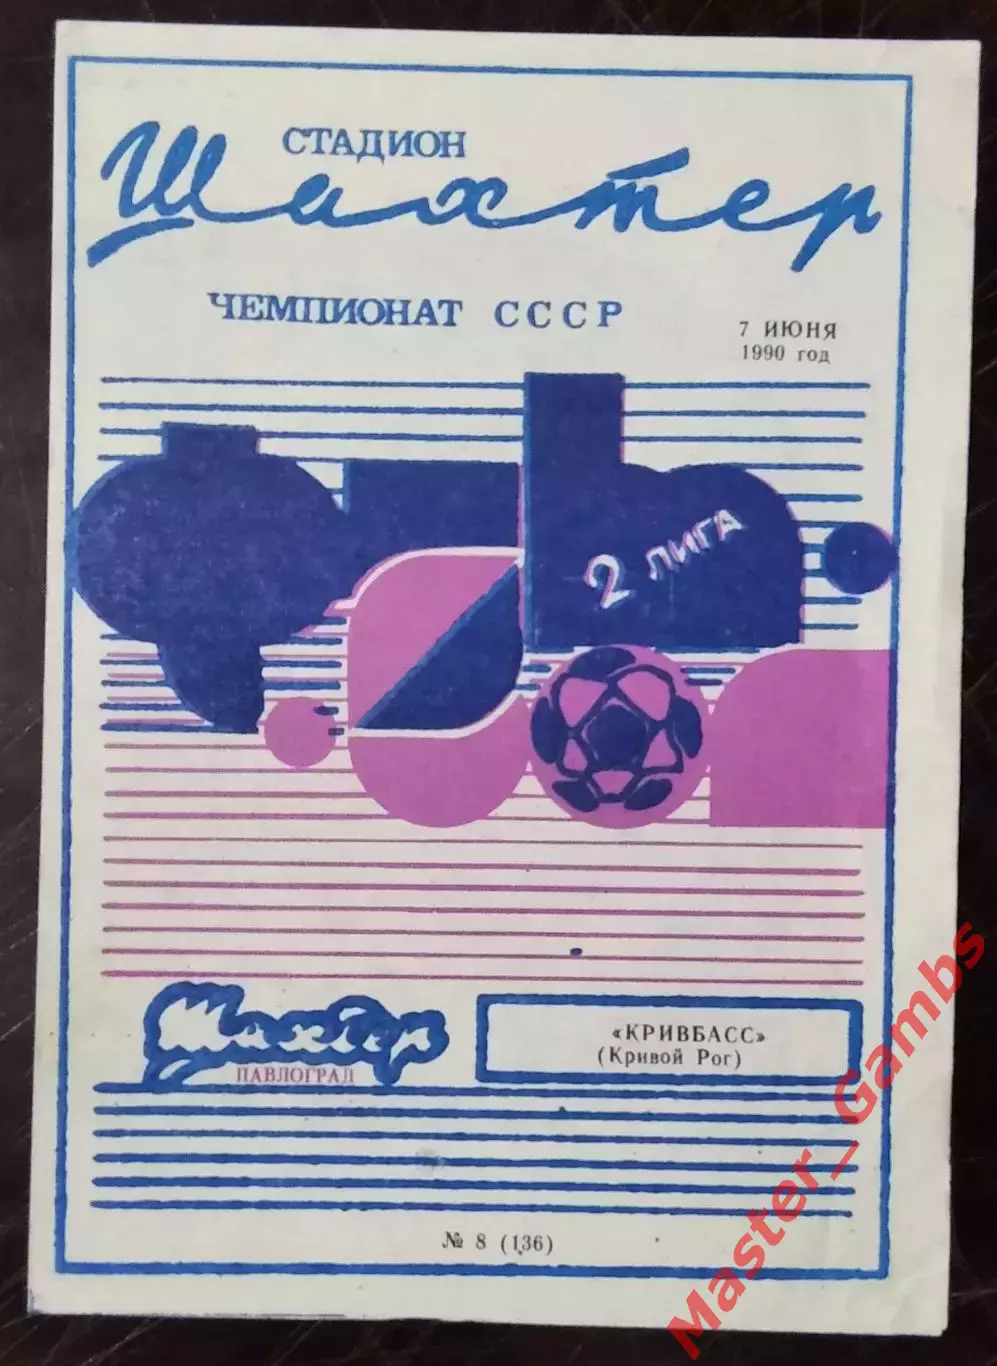 СТАДИОН
Шахтер
ЧЕМПИОНАТ СССР
7 ИЮНЯ
1990 год
2 ЛИГА
Шахтер
ПАВЛОГРАД
«КРИВБАСС»
(Кривой Рог)
№ 8 (136)
Master_Gambs